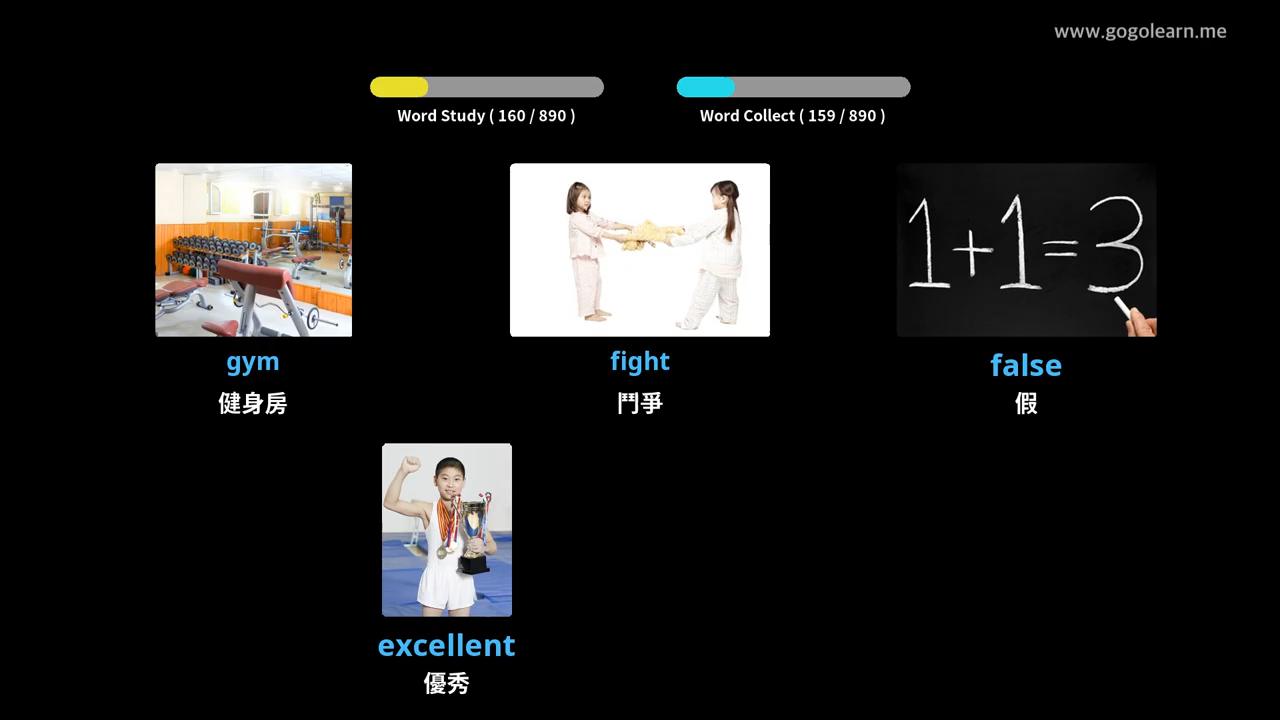 www.gogolearn.me
Word Study ( 160 / 890 )
Word Collect ( 159 / 890 )
1+1=3
gym
fight
false
健身房
鬥爭
假
excellent
優秀